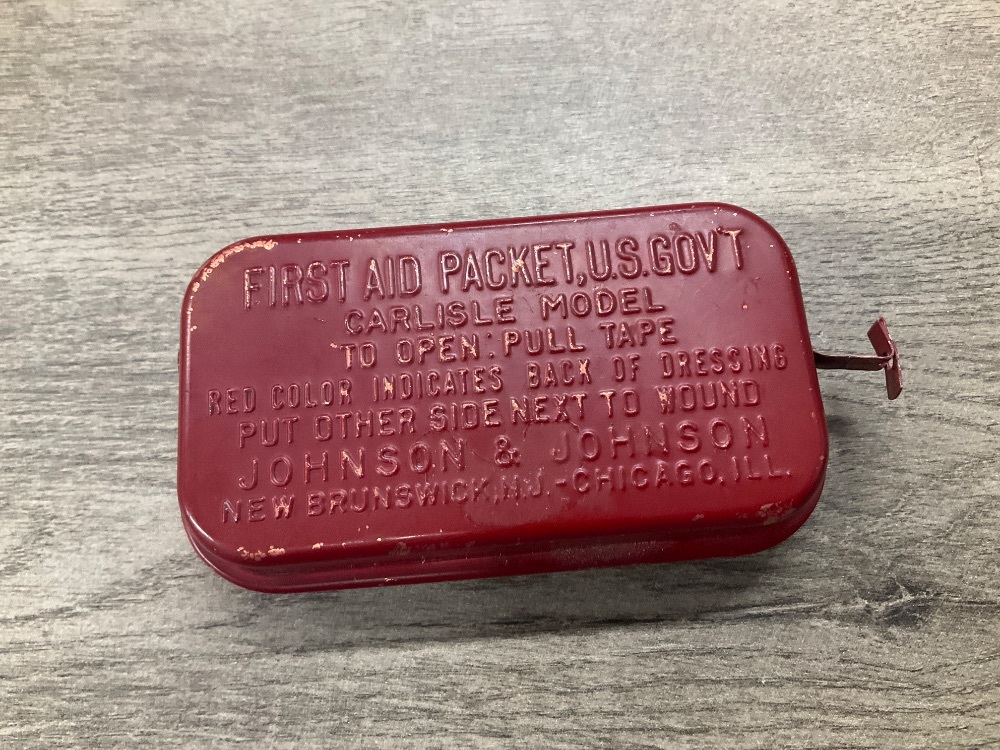 FIRST AID PACKET, U.S. GOV'T
CARLISLE MODEL
TO OPEN: PULL TAPE
RED COLOR INDICATES BACK OF DRESSING
PUT OTHER SIDE NEXT TO WOUND
JOHNSON & JOHNSON
NEW BRUNSWICK, N.J. - CHICAGO, ILL.